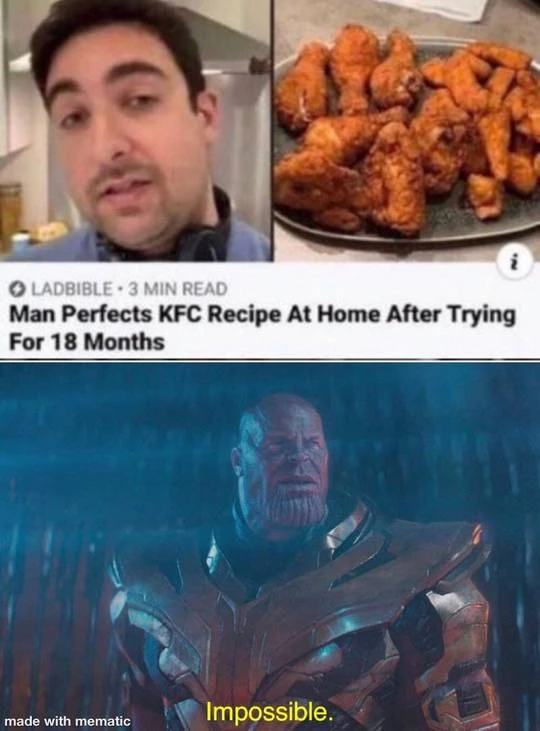 LADBIBLE • 3 MIN READ
Man Perfects KFC Recipe At Home After Trying
For 18 Months
Impossible.
made with mematic